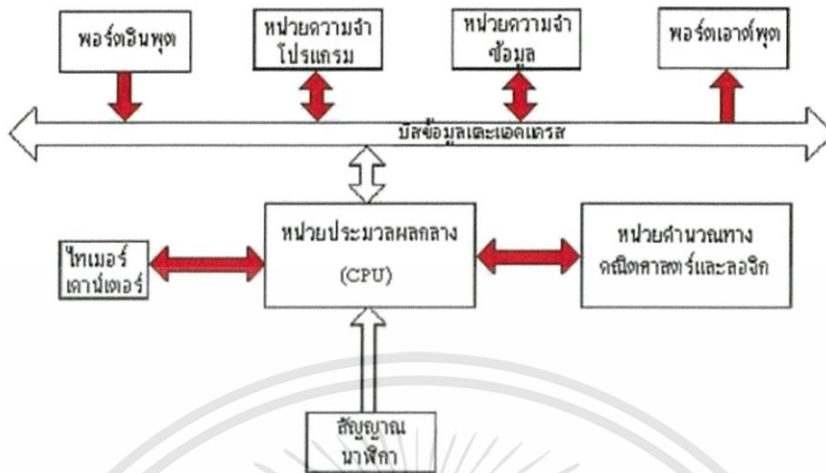 พอร์ตอินพุต
หน่วยความจำ
โปรแกรม
หน่วยความจำ
ข้อมูล
พอร์ตเอาต์พุต
บัสข้อมูลและแอดเดรส
ไทเมอร์
เคาน์เตอร์
หน่วยประมวลผลกลาง
(CPU)
หน่วยคำนวณทาง
คณิตศาสตร์และลอจิก
สัญญาณ
นาฬิกา